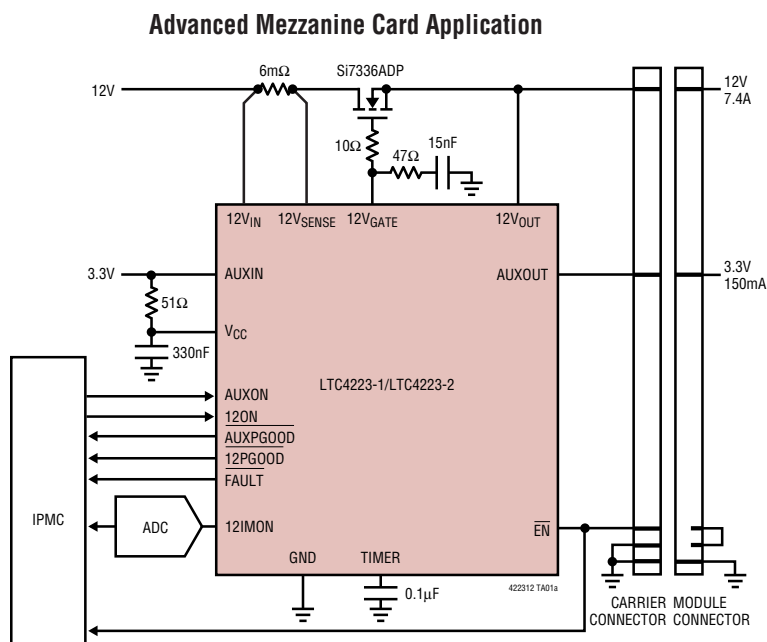 Advanced Mezzanine Card Application
6mΩ
Si7336ADP
12V
12V
7.4A
10Ω
47Ω
15nF
12VIN
12VSENSE
12VGATE
12VOUT
3.3V
AUXIN
AUXOUT
3.3V
150mA
51Ω
VCC
330nF
LTC4223-1/LTC4223-2
AUXON
12ON
AUXPGOOD
12PGOOD
FAULT
IPMC
ADC
12IMON
EN
GND
TIMER
422312 TA01a
0.1µF
CARRIER
CONNECTOR
MODULE
CONNECTOR